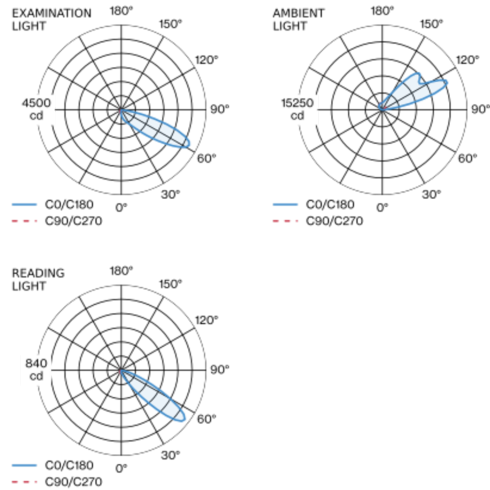 EXAMINATION
LIGHT
180°
150°
120°
4500
cd
90°
60°
30°
0°
C0/C180
C90/C270
AMBIENT
LIGHT
180°
150°
120°
15250
cd
90°
60°
30°
0°
C0/C180
C90/C270
READING
LIGHT
180°
150°
120°
840
cd
90°
60°
30°
0°
C0/C180
C90/C270